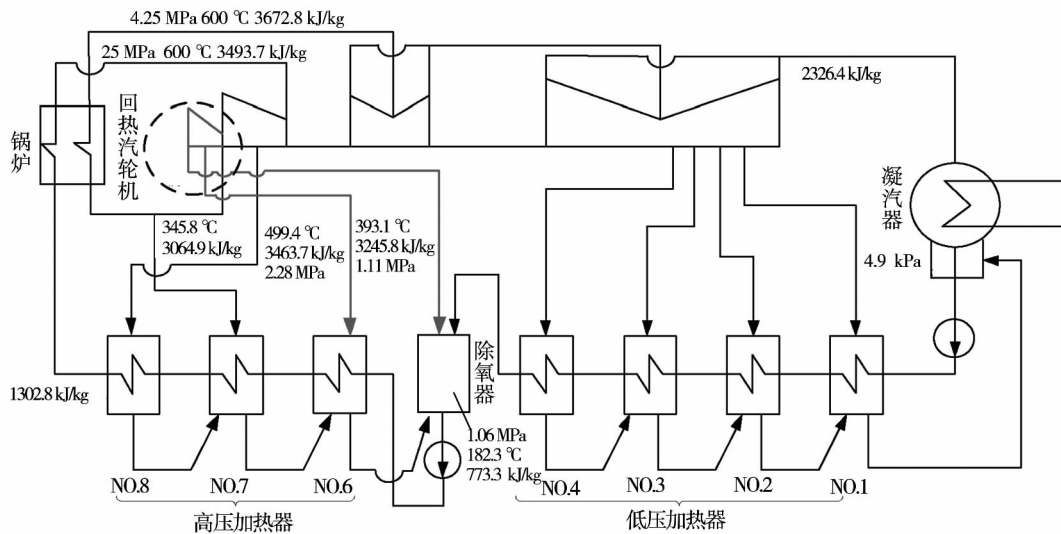 4.25 MPa 600 ℃ 3672.8 kJ/kg
25 MPa 600 ℃ 3493.7 kJ/kg
2326.4 kJ/kg
锅炉
回热汽轮机
凝汽器
345.8 ℃
3064.9 kJ/kg
499.4 ℃
3463.7 kJ/kg
2.28 MPa
393.1 ℃
3245.8 kJ/kg
1.11 MPa
4.9 kPa
除氧器
1302.8 kJ/kg
1.06 MPa
182.3 ℃
773.3 kJ/kg
NO.8 NO.7 NO.6 NO.4 NO.3 NO.2 NO.1
高压加热器 低压加热器